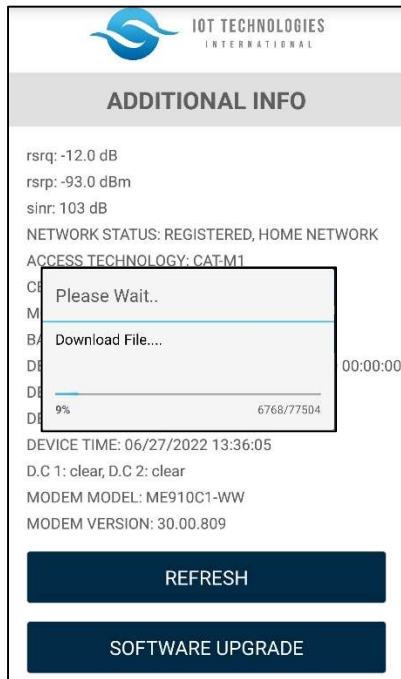 IOT TECHNOLOGIES
INTERNATIONAL
ADDITIONAL INFO
rsrq: -12.0 dB
rsrp: -93.0 dBm
sinr: 103 dB
NETWORK STATUS: REGISTERED, HOME NETWORK
ACCESS TECHNOLOGY: CAT-M1
Please Wait..
Download File....
00:00:00
9% 6768/77504
DEVICE TIME: 06/27/2022 13:36:05
D.C 1: clear, D.C 2: clear
MODEM MODEL: ME910C1-WW
MODEM VERSION: 30.00.809
REFRESH
SOFTWARE UPGRADE